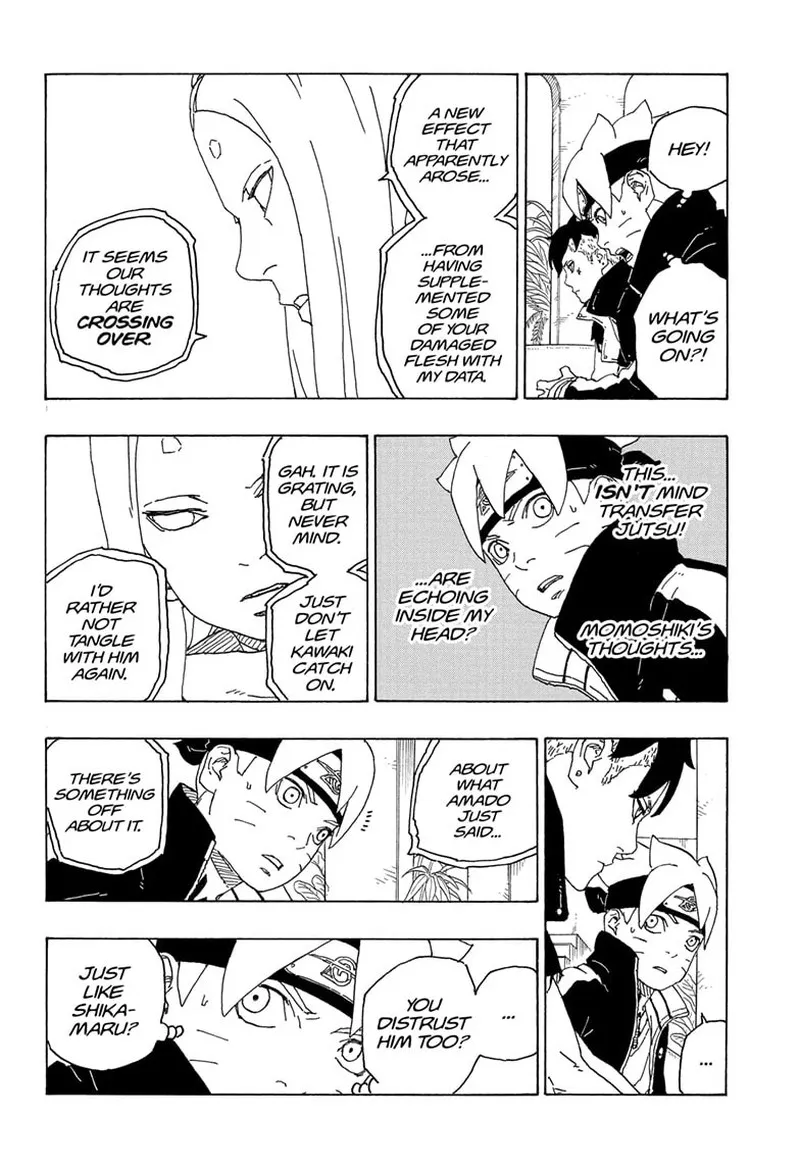 HEY!
WHAT'S
GOING
ON?!
A NEW
EFFECT
THAT
APPARENTLY
AROSE...
...FROM
HAVING
SUPPLE-
MENTED
SOME
OF YOUR
DAMAGED
FLESH WITH
MY DATA.
IT SEEMS
OUR
THOUGHTS
ARE
CROSSING
OVER.
THIS...
ISN'T MIND
TRANSFER
JUTSU!
MOMOSHIKI'S
THOUGHTS...
...ARE
ECHOING
INSIDE MY
HEAD?
GAH. IT IS
GRATING,
BUT
NEVER
MIND.
JUST
DON'T
LET
KAWAKI
CATCH
ON.
I'D
RATHER
NOT
TANGLE
WITH HIM
AGAIN.
...
ABOUT
WHAT
AMADO
JUST
SAID...
THERE'S
SOMETHING
OFF
ABOUT IT.
...
YOU
DISTRUST
HIM TOO?
JUST
LIKE
SHIKA-
MARU?